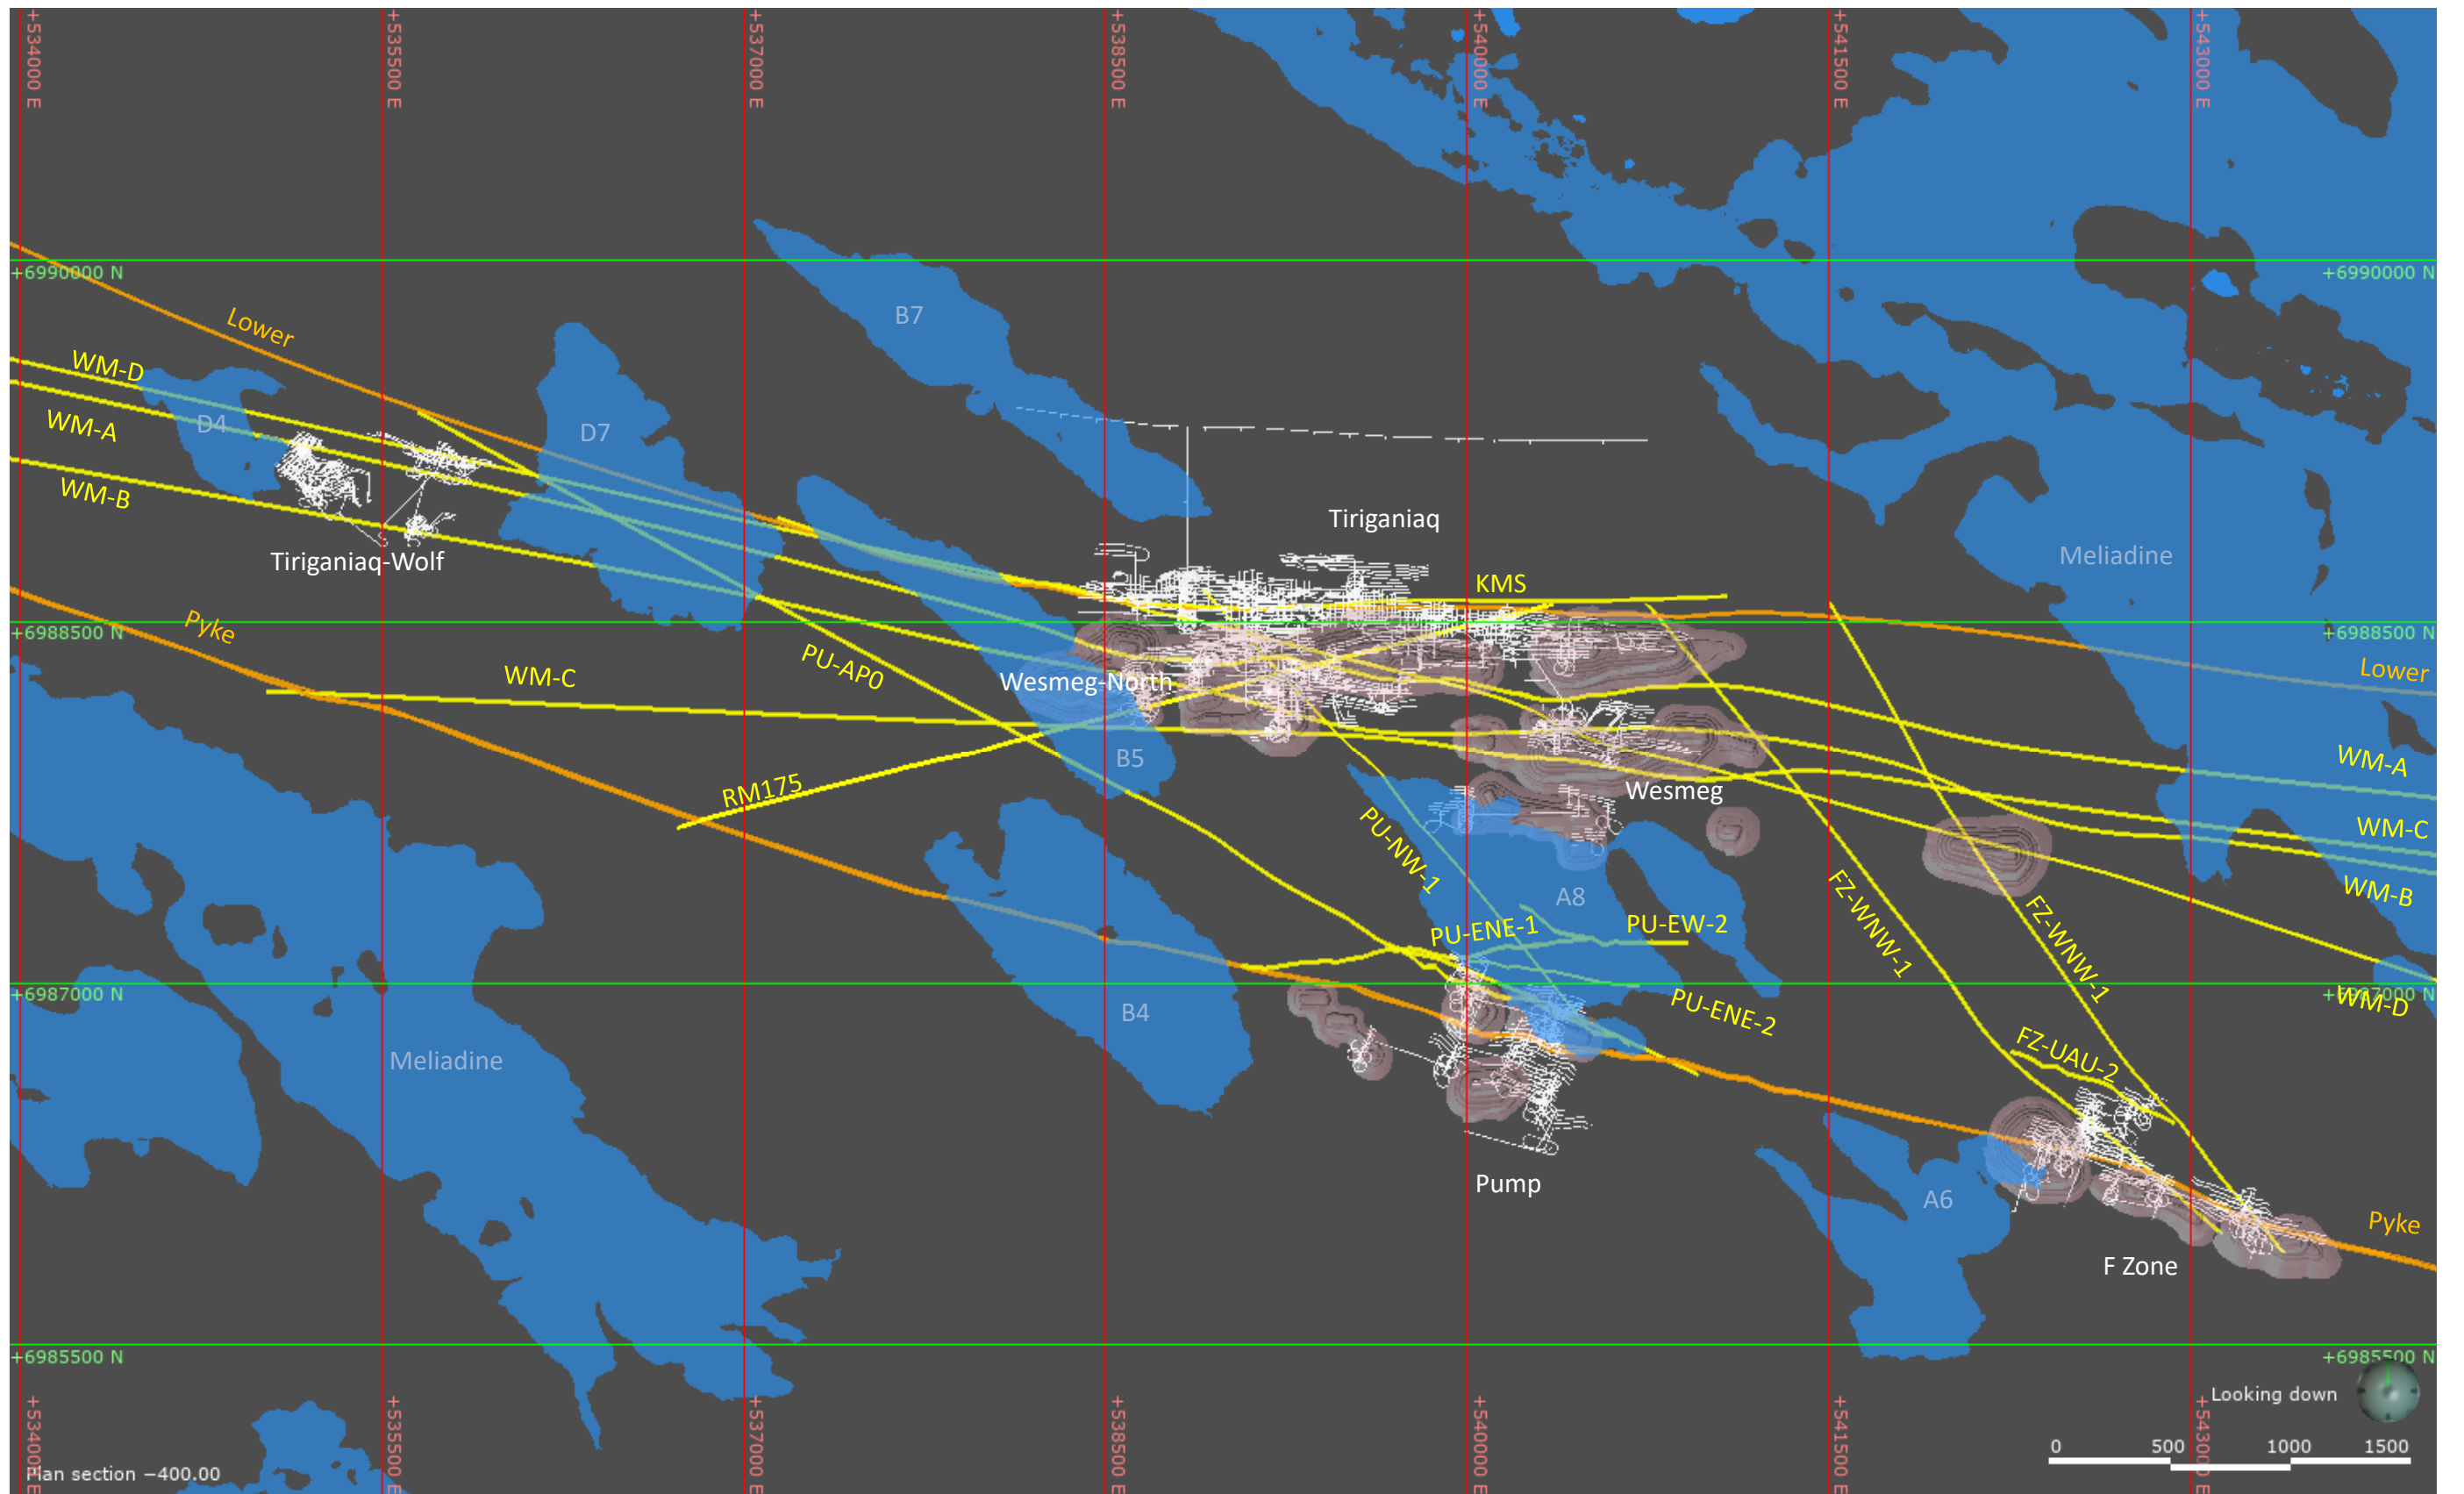 +534000 E
+535500 E
+537000 E
+538500 E
+540000 E
+541500 E
+543000 E
+6990000 N
+6990000 N
Lower
B7
WM-D
WM-A
D4
D7
WM-B
Tiriganiaq
Tiriganiaq-Wolf
Meliadine
KMS
Pyke
+6988500 N
+6988500 N
WM-C
PU-AP0
Wesmeg-North
Lower
B5
WM-A
RM175
Wesmeg
PU-NW-1
WM-C
A8
WM-B
FZ-WNW-1
FZ-WNW-1
PU-ENE-1
PU-EW-2
+6987000 N
+6987000 N
WM-D
B4
PU-ENE-2
Meliadine
FZ-UAU-2
Pump
A6
Pyke
F Zone
+6985500 N
+6985500 N
Looking down
0 500 1000 1500
Plan section −400.00
+534000 E
+535500 E
+537000 E
+538500 E
+540000 E
+541500 E
+543000 E